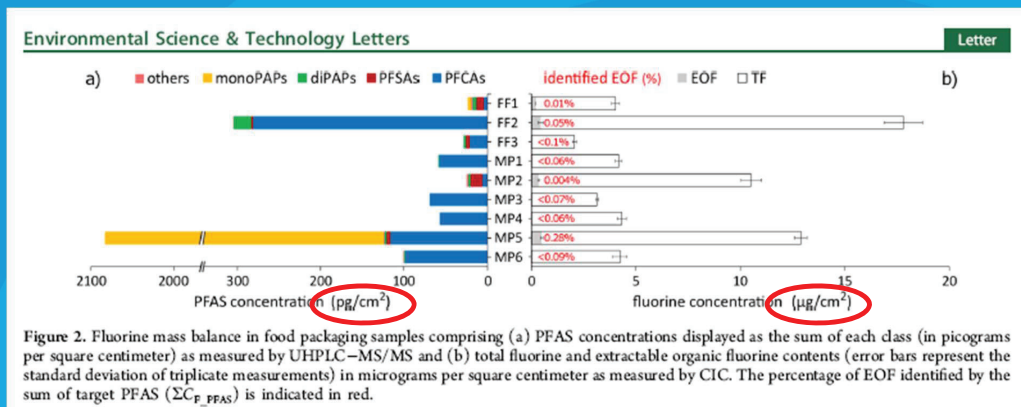 Environmental Science & Technology Letters
Letter
a) others monoPAPs diPAPs PFSAs PFCAs identified EOF (%) EOF TF b)
FF1 0.01%
FF2 0.05%
FF3 <0.1%
MP1 <0.06%
MP2 0.004%
MP3 <0.07%
MP4 <0.06%
MP5 0.28%
MP6 <0.09%
2100 2000 300 200 100 0 0 5 10 15 20
PFAS concentration (pg/cm²) fluorine concentration (µg/cm²)
Figure 2. Fluorine mass balance in food packaging samples comprising (a) PFAS concentrations displayed as the sum of each class (in picograms
per square centimeter) as measured by UHPLC−MS/MS and (b) total fluorine and extractable organic fluorine contents (error bars represent the
standard deviation of triplicate measurements) in micrograms per square centimeter as measured by CIC. The percentage of EOF identified by the
sum of target PFAS (ΣC_F_PFAS) is indicated in red.